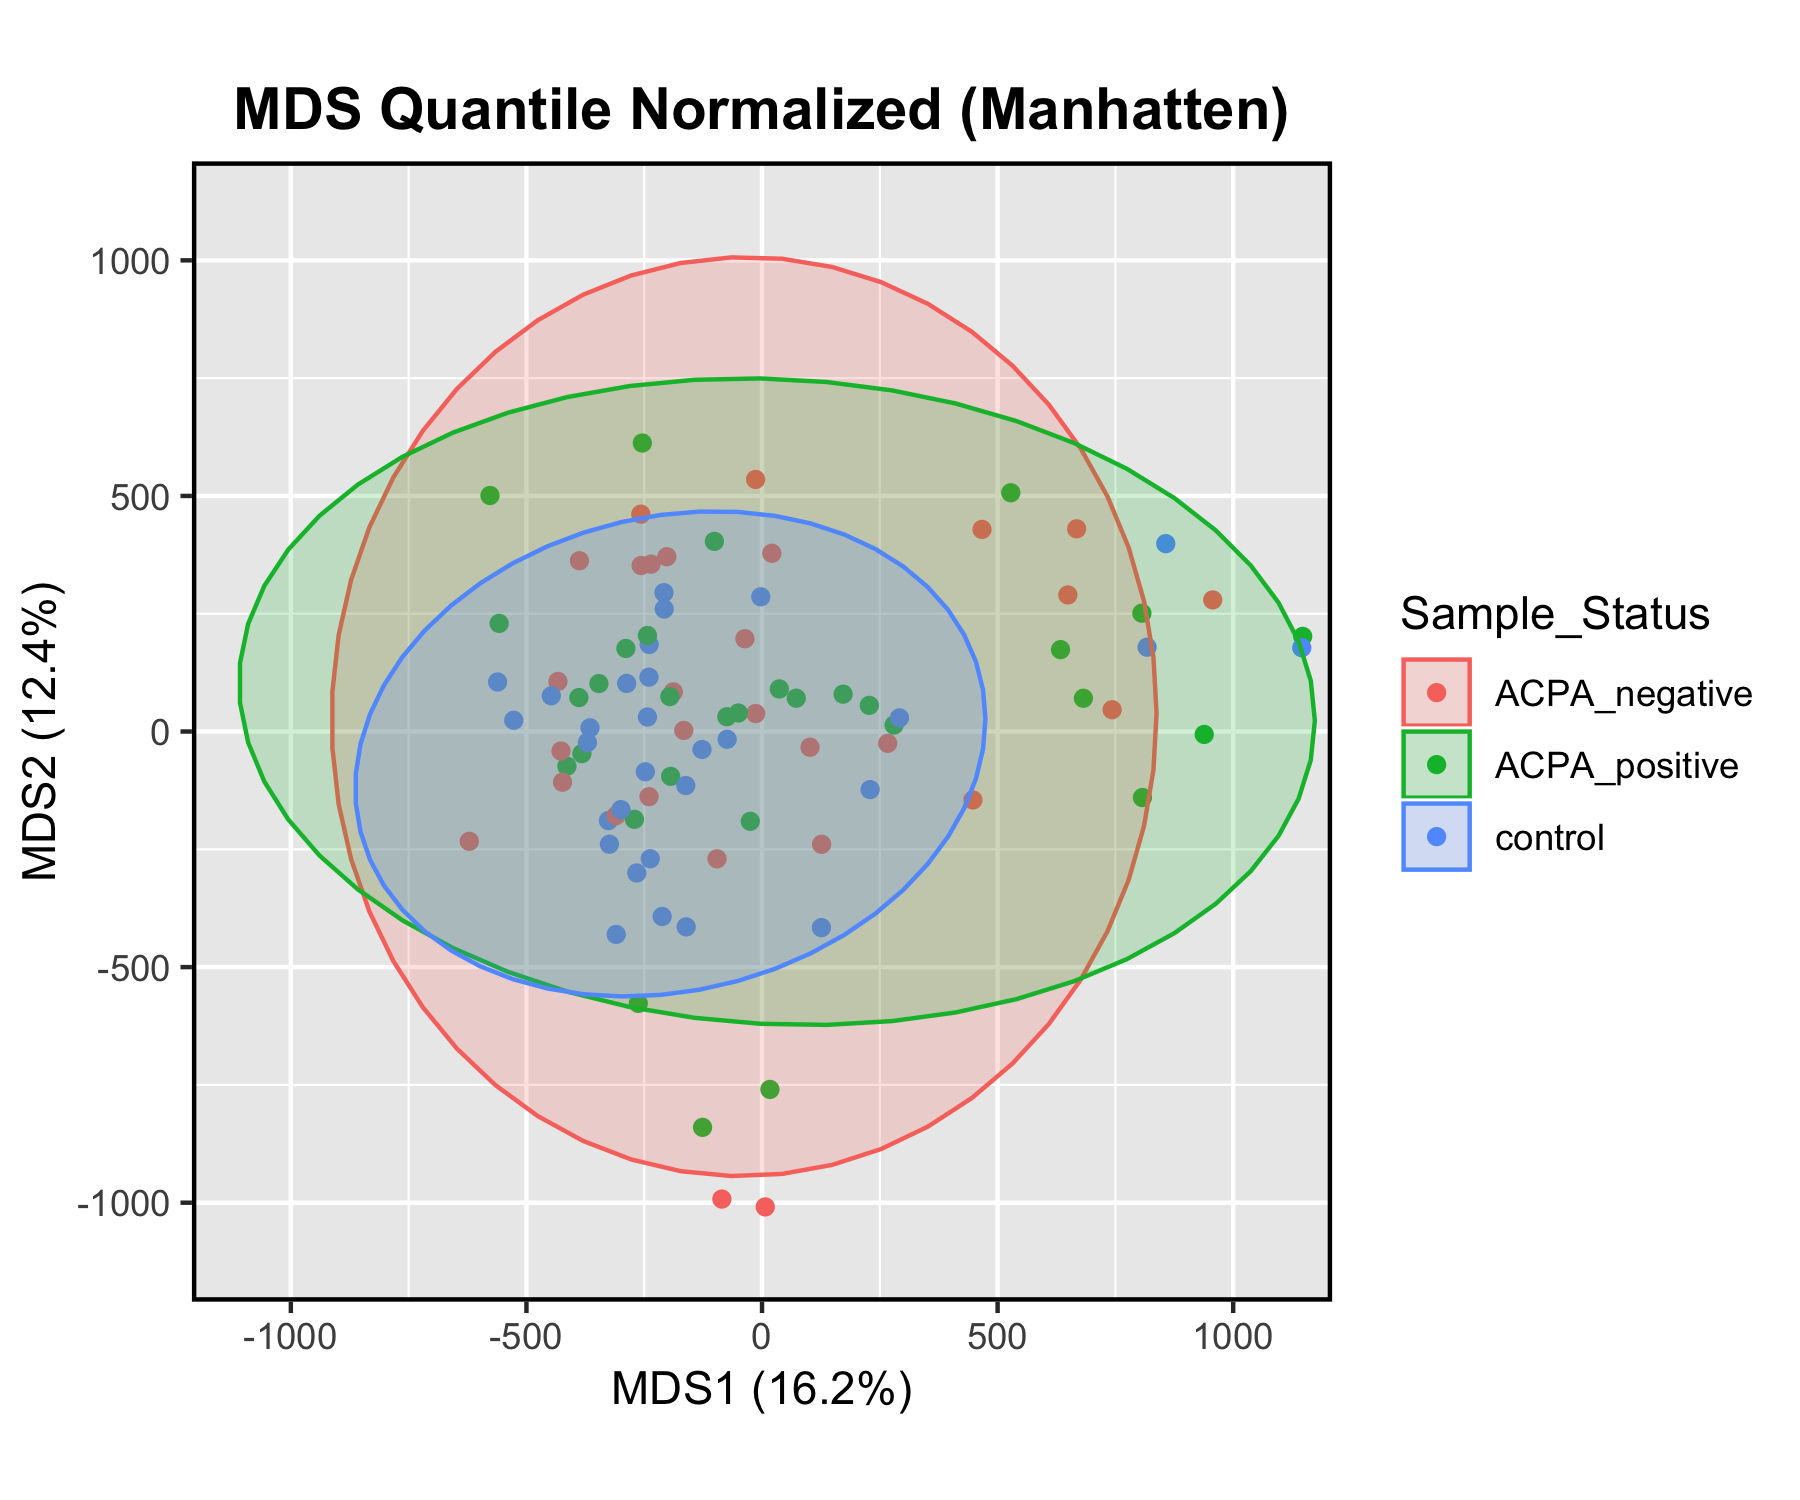 MDS Quantile Normalized (Manhatten)
MDS2 (12.4%)
1000
500
0
-500
-1000
-1000
-500
0
500
1000
MDS1 (16.2%)
Sample_Status
ACPA_negative
ACPA_positive
control